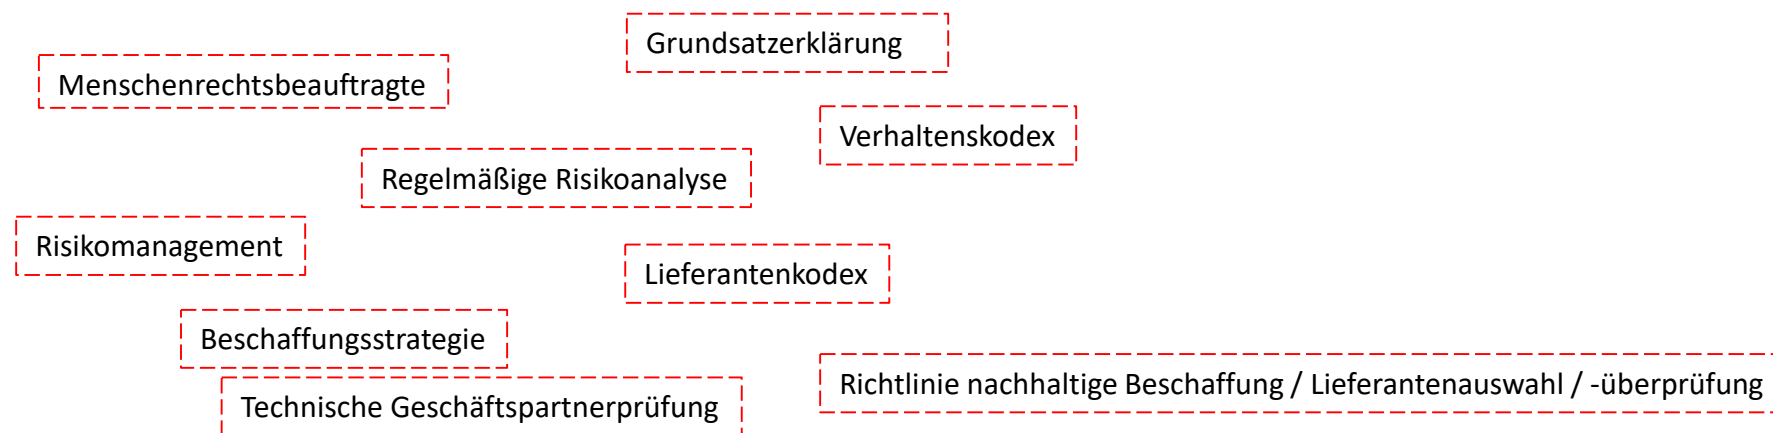 Grundsatzerklärung
Menschenrechtsbeauftragte
Verhaltenskodex
Regelmäßige Risikoanalyse
Risikomanagement
Lieferantenkodex
Beschaffungsstrategie
Richtlinie nachhaltige Beschaffung / Lieferantenauswahl / -überprüfung
Technische Geschäftspartnerprüfung